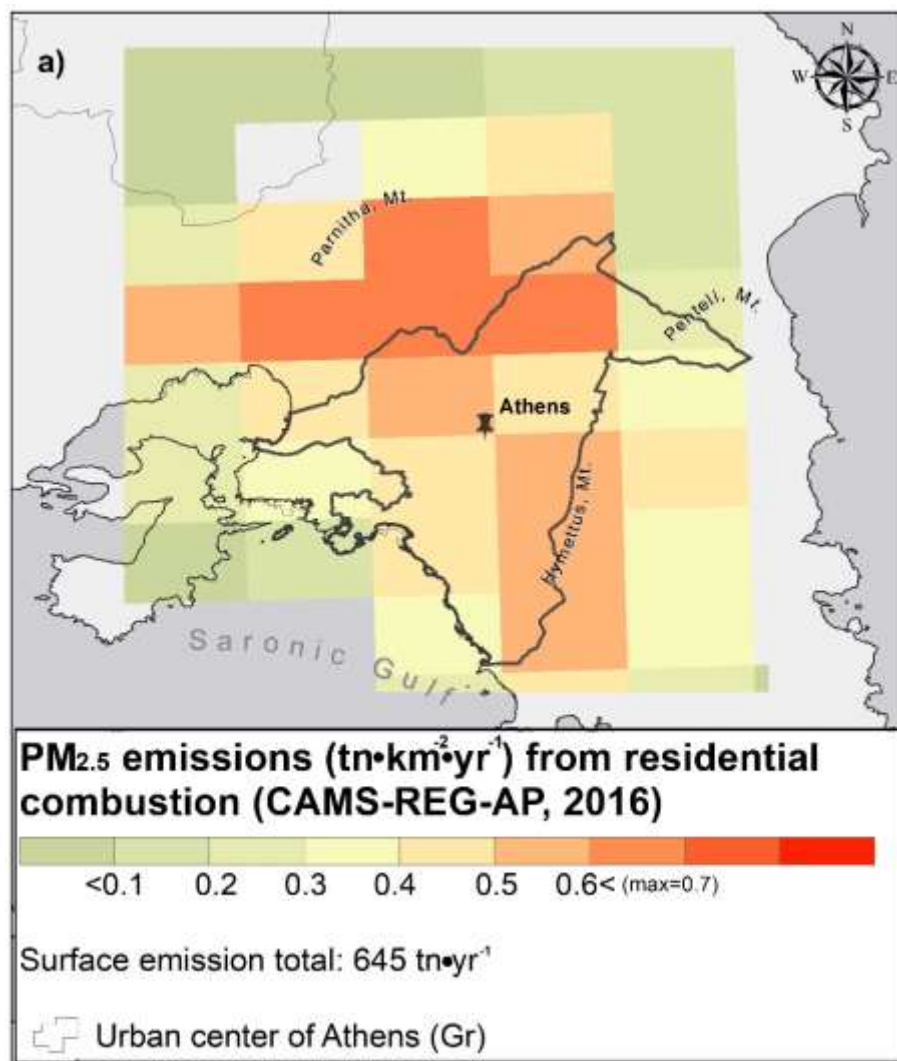 a)
N
W E
S
Parnitha, Mt.
Penteli, Mt.
Athens
Hymettus, Mt.
Saronic Gulf
PM2.5 emissions (tn•km-2•yr-1) from residential
combustion (CAMS-REG-AP, 2016)
<0.1 0.2 0.3 0.4 0.5 0.6< (max=0.7)
Surface emission total: 645 tn•yr-1
Urban center of Athens (Gr)